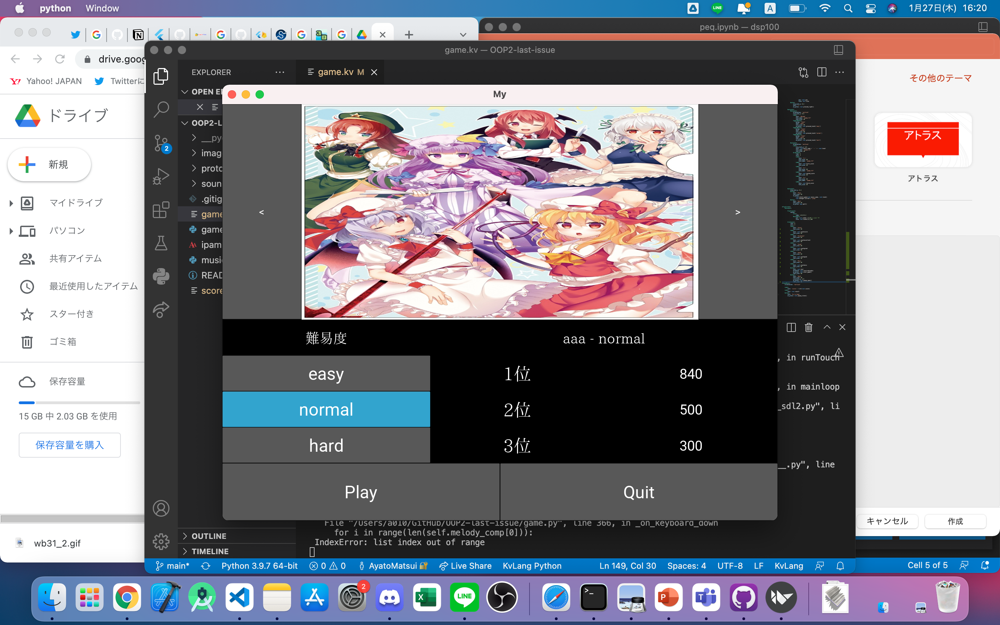 python Window
LINE
A
1月27日(木) 16:20
peq.ipynb — dsp100
drive.goog
Yahoo! JAPAN
Twitterに
ドライブ
新規
マイドライブ
パソコン
共有アイテム
最近使用したアイテム
スター付き
ゴミ箱
保存容量
15 GB 中 2.03 GB を使用
保存容量を購入
wb31_2.gif
game.kv — OOP2-last-issue
EXPLORER
game.kv M
2
OPEN E
OOP2-L
__py
imag
proto
soun
.gitig
game
game
ipam
musi
READ
score
OUTLINE
TIMELINE
My
<
>
難易度
aaa - normal
easy
1位
840
normal
2位
500
hard
3位
300
Play
Quit
, in runTouch
, in mainloop
_sdl2.py", li
__.py", line
File "/Users/a010/GitHub/OOP2-last-issue/game.py", line 366, in _on_keyboard_down
for i in range(len(self.melody_comp[0])):
IndexError: list index out of range
main*
Python 3.9.7 64-bit
0
0
AyatoMatsui
Live Share
KvLang Python
Ln 149, Col 30
Spaces: 4
UTF-8
LF
KvLang
その他のテーマ
アトラス
アトラス
キャンセル
作成
Cell 5 of 5
2
LINE